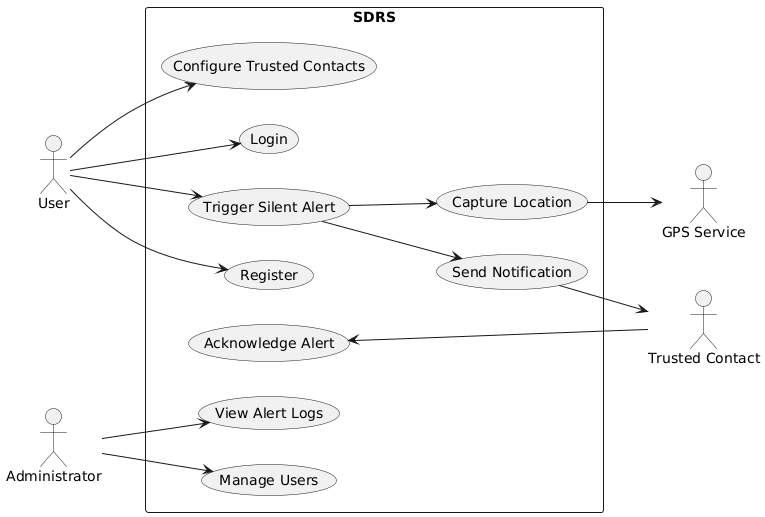 SDRS
Configure Trusted Contacts
Login
User
Trigger Silent Alert
Capture Location
GPS Service
Register
Send Notification
Acknowledge Alert
Trusted Contact
View Alert Logs
Administrator
Manage Users